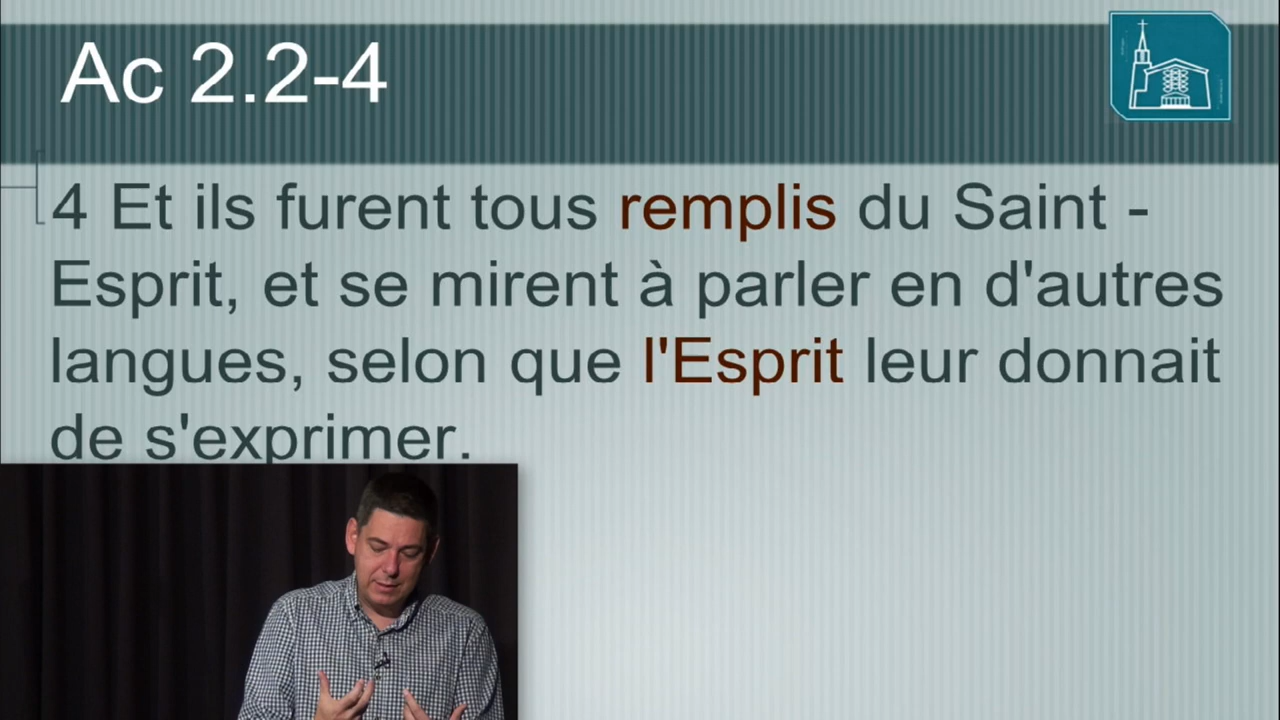 Ac 2.2-4
4 Et ils furent tous remplis du Saint -
Esprit, et se mirent à parler en d'autres
langues, selon que l'Esprit leur donnait
de s'exprimer.